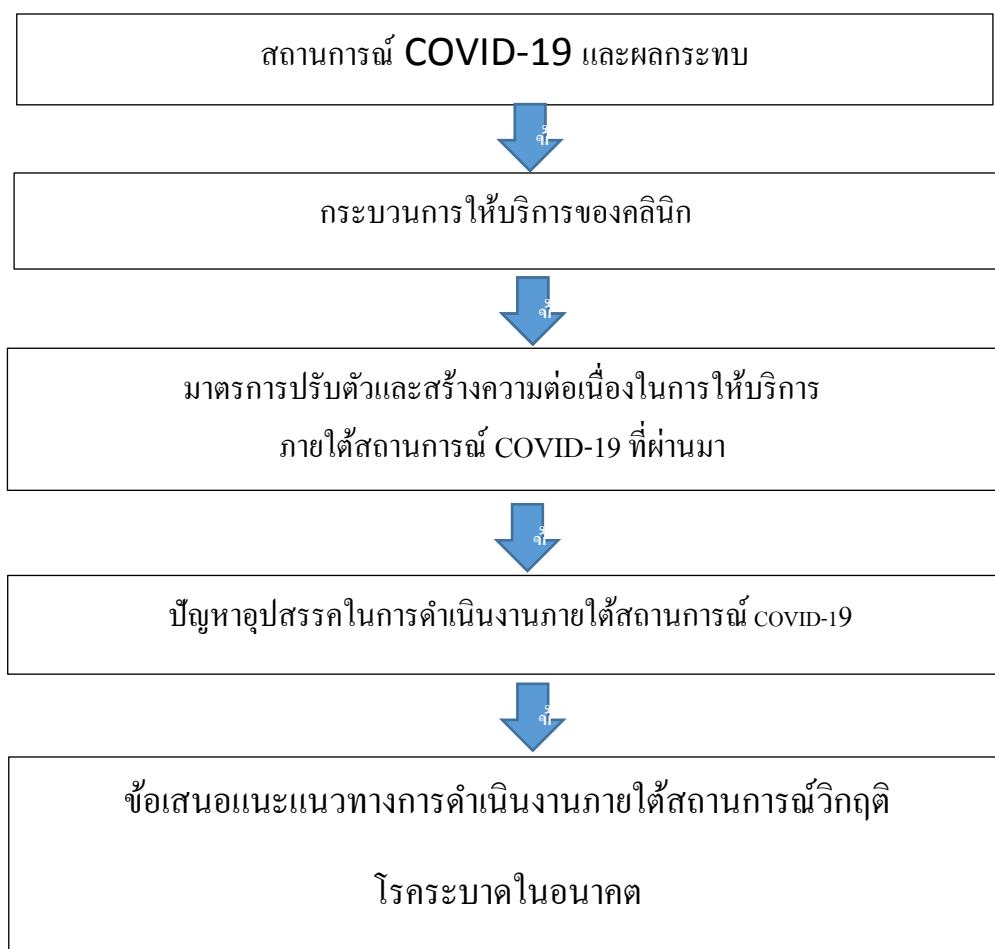 สถานการณ์ COVID-19 และผลกระทบ
กระบวนการให้บริการของคลินิก
มาตรการปรับตัวและสร้างความต่อเนื่องในการให้บริการ
ภายใต้สถานการณ์ COVID-19 ที่ผ่านมา
ปัญหาอุปสรรคในการดำเนินงานภายใต้สถานการณ์ COVID-19
ข้อเสนอแนะแนวทางการดำเนินงานภายใต้สถานการณ์วิกฤติ
โรคระบาดในอนาคต